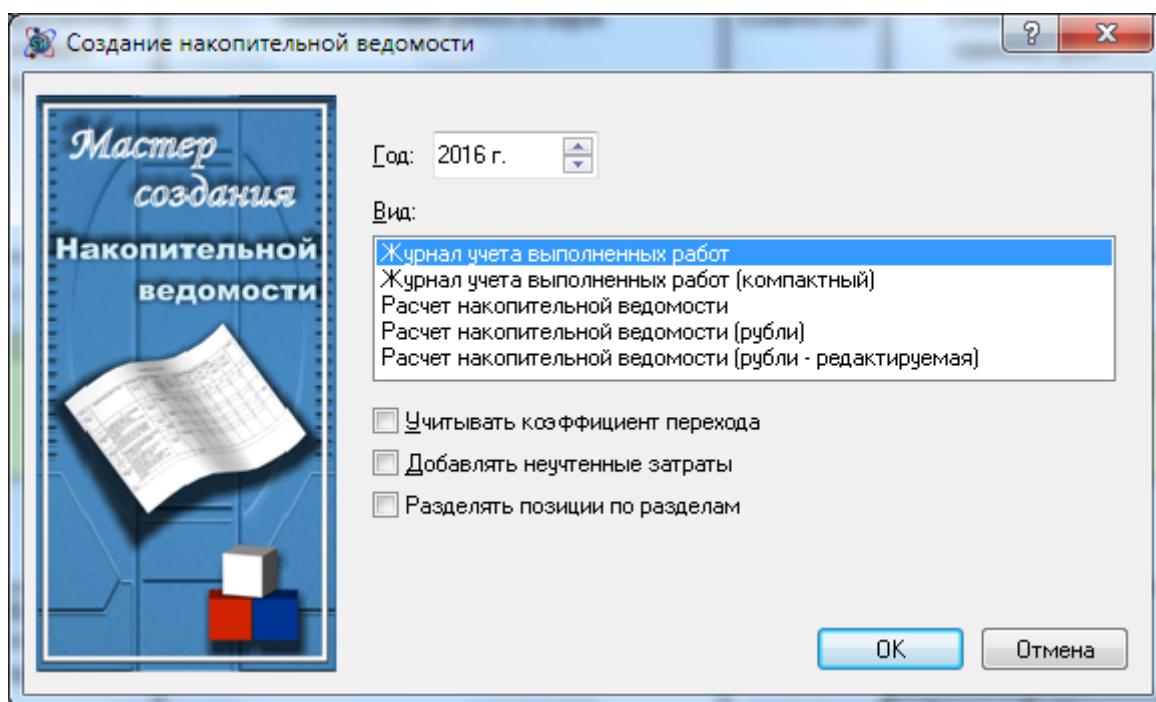 Создание накопительной ведомости
Мастер
создания
Накопительной
ведомости
Год: 2016 г.
Вид:
Журнал учета выполненных работ
Журнал учета выполненных работ (компактный)
Расчет накопительной ведомости
Расчет накопительной ведомости (рубли)
Расчет накопительной ведомости (рубли - редактируемая)
Учитывать коэффициент перехода
Добавлять неучтенные затраты
Разделять позиции по разделам
OK Отмена